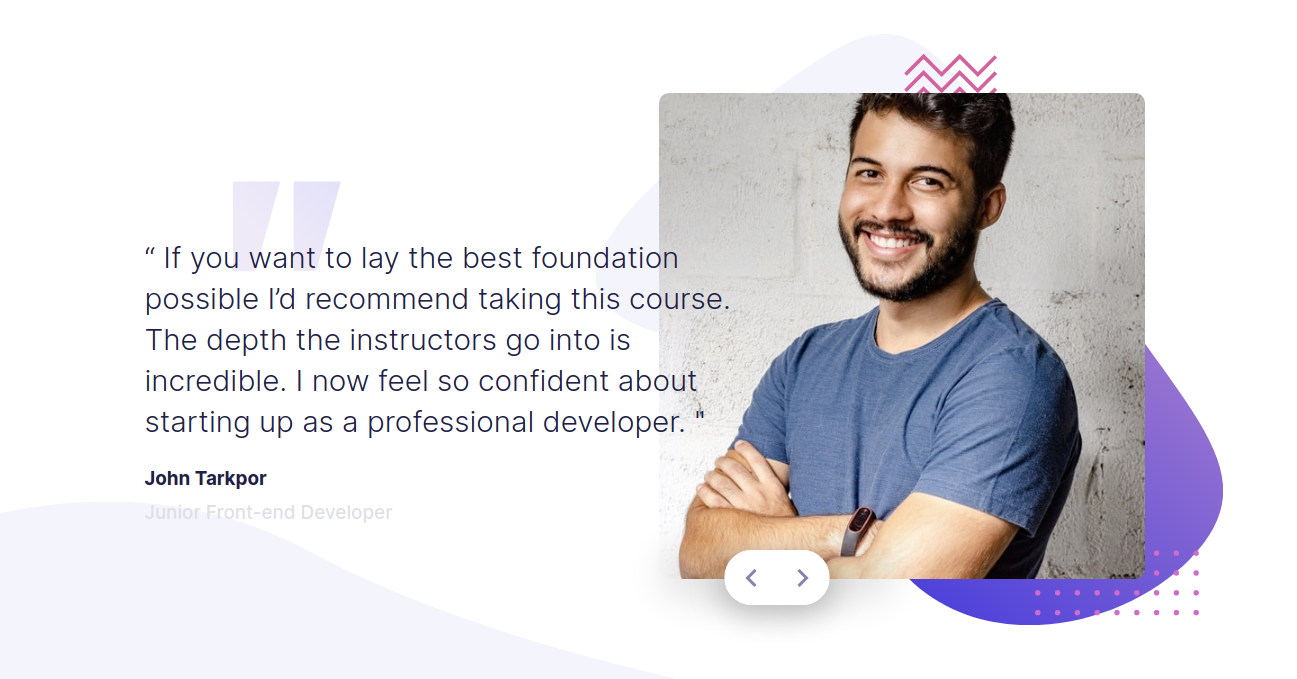 “ If you want to lay the best foundation
possible I’d recommend taking this course.
The depth the instructors go into is
incredible. I now feel so confident about
starting up as a professional developer. "
John Tarkpor
Junior Front-end Developer